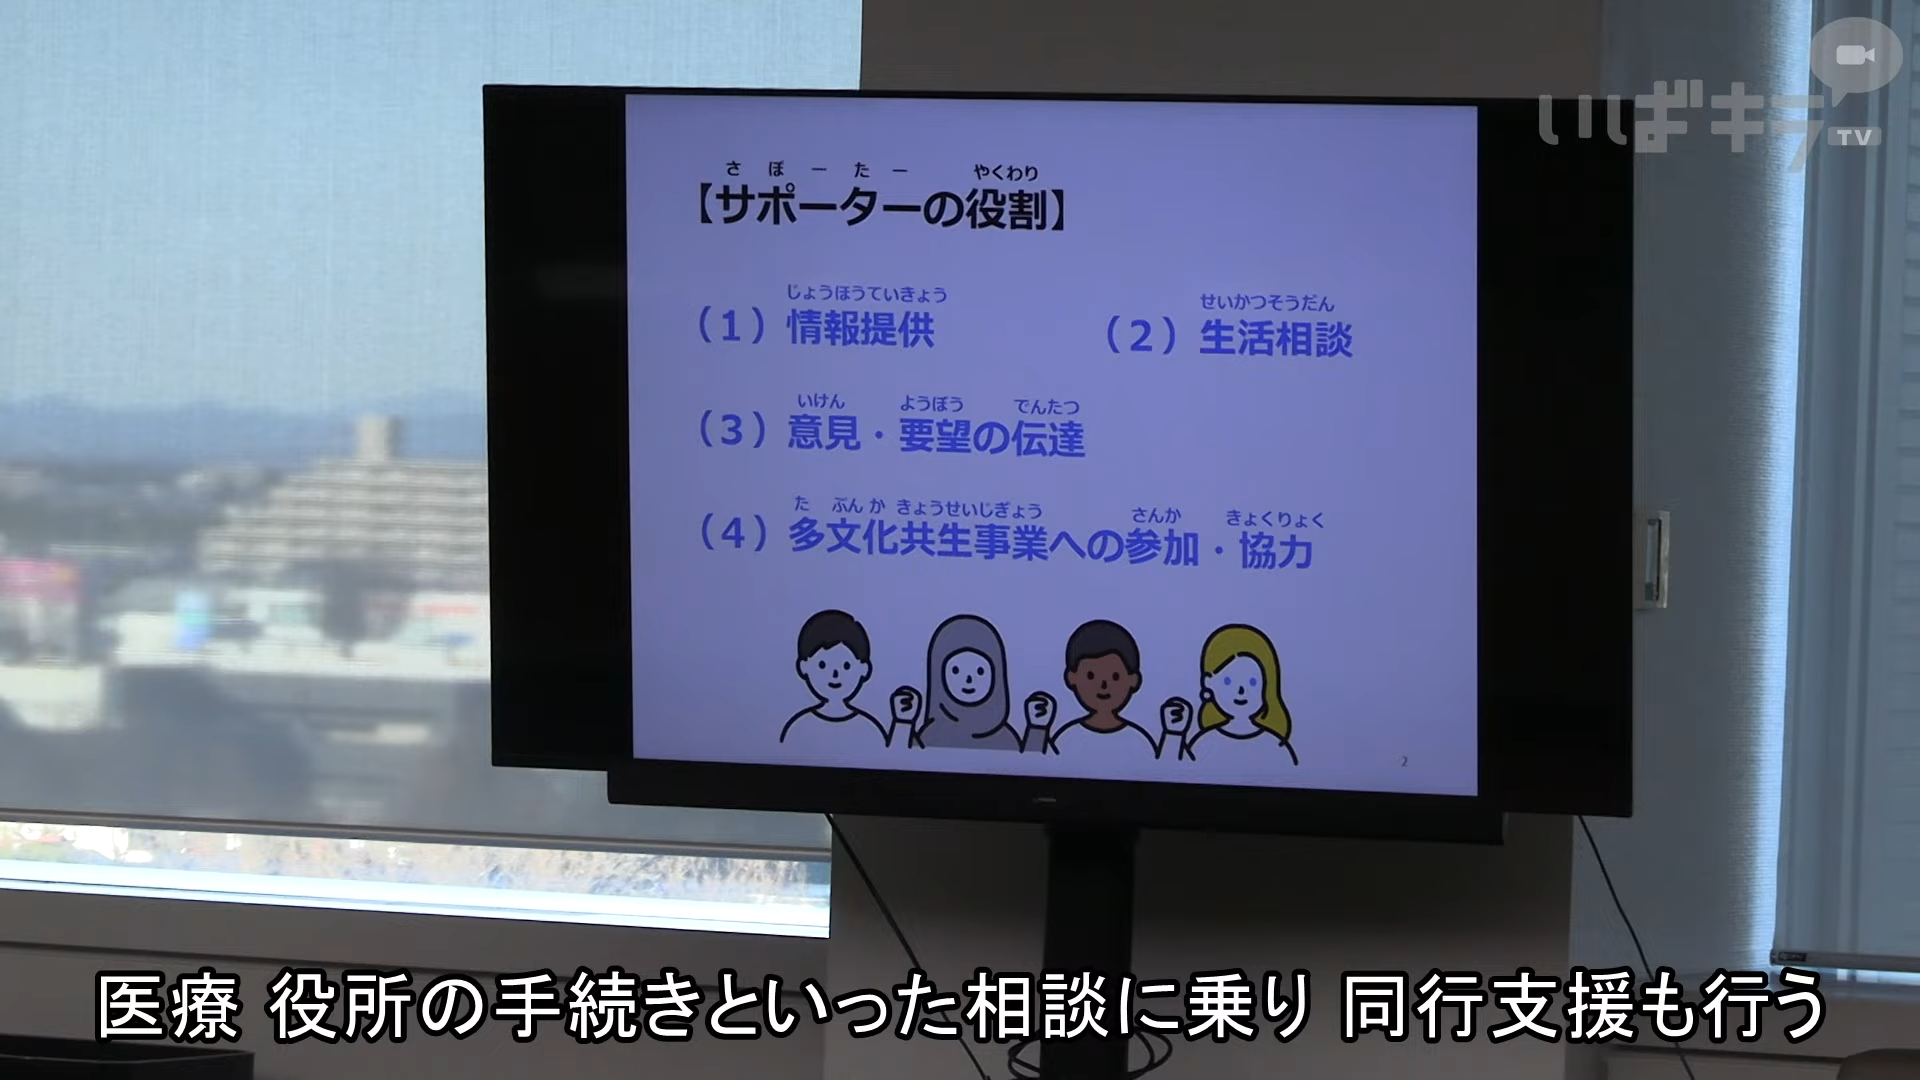 いばキラ
TV
さ ぽ ー た ー やくわり
【サポーターの役割】
じょうほうていきょう
（1）情報提供
せいかつそうだん
（2）生活相談
いけん ようぼう でんたつ
（3）意見・要望の伝達
た ぶん か きょうせいじぎょう さんか きょくりょく
（4）多文化共生事業への参加・協力
2
医療 役所の手続きといった相談に乗り 同行支援も行う